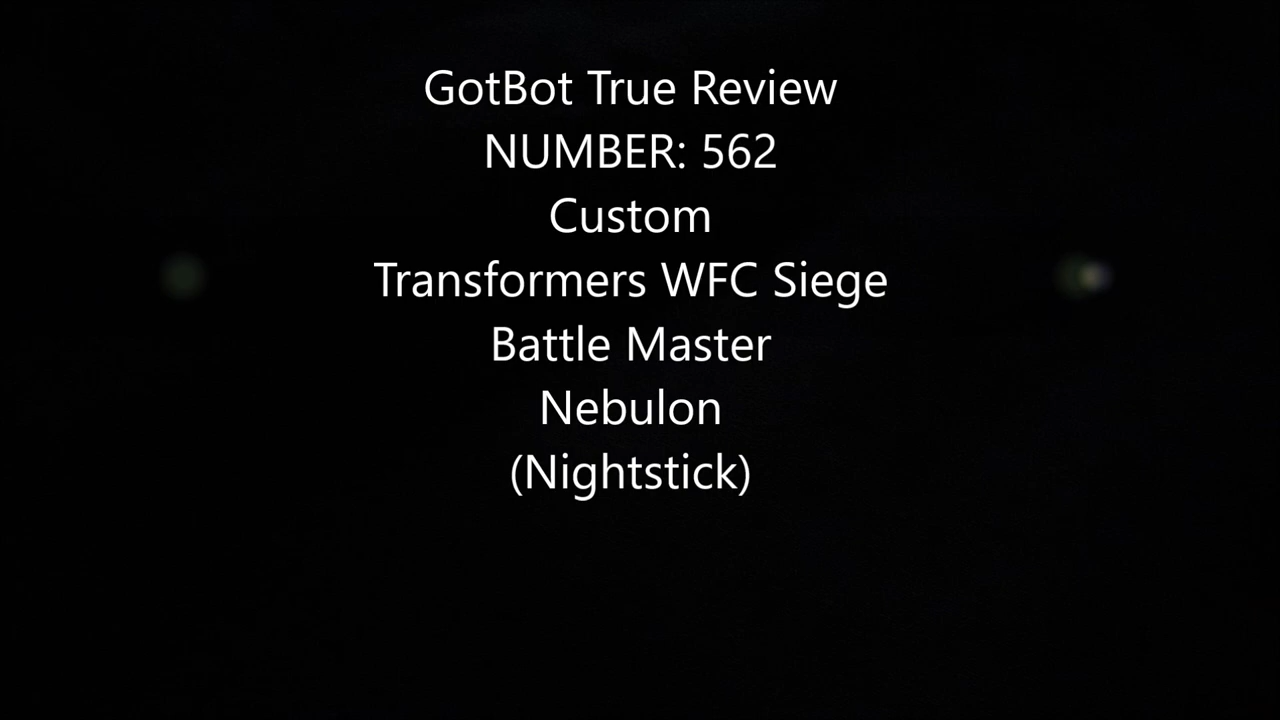 GotBot True Review
NUMBER: 562
Custom
Transformers WFC Siege
Battle Master
Nebulon
(Nightstick)